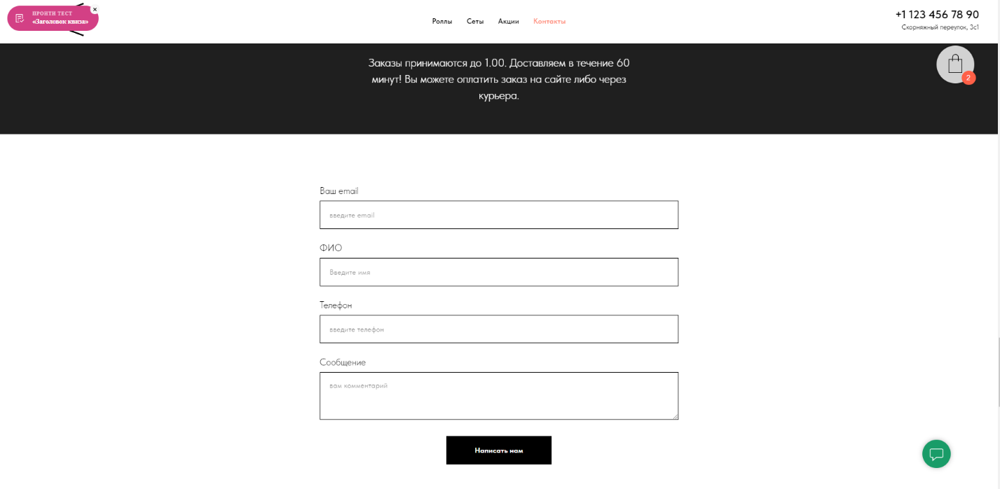 ПРОЙТИ ТЕСТ
«Заголовок квиза»
Роллы Сеты Акции Контакты
+1 123 456 78 90
Скорняжный переулок, 3с1
Заказы принимаются до 1.00. Доставляем в течение 60
минут! Вы можете оплатить заказ на сайте либо через
курьера.
2
Ваш email
введите email
ФИО
Введите имя
Телефон
введите телефон
Сообщение
вам комментарий
Написать нам